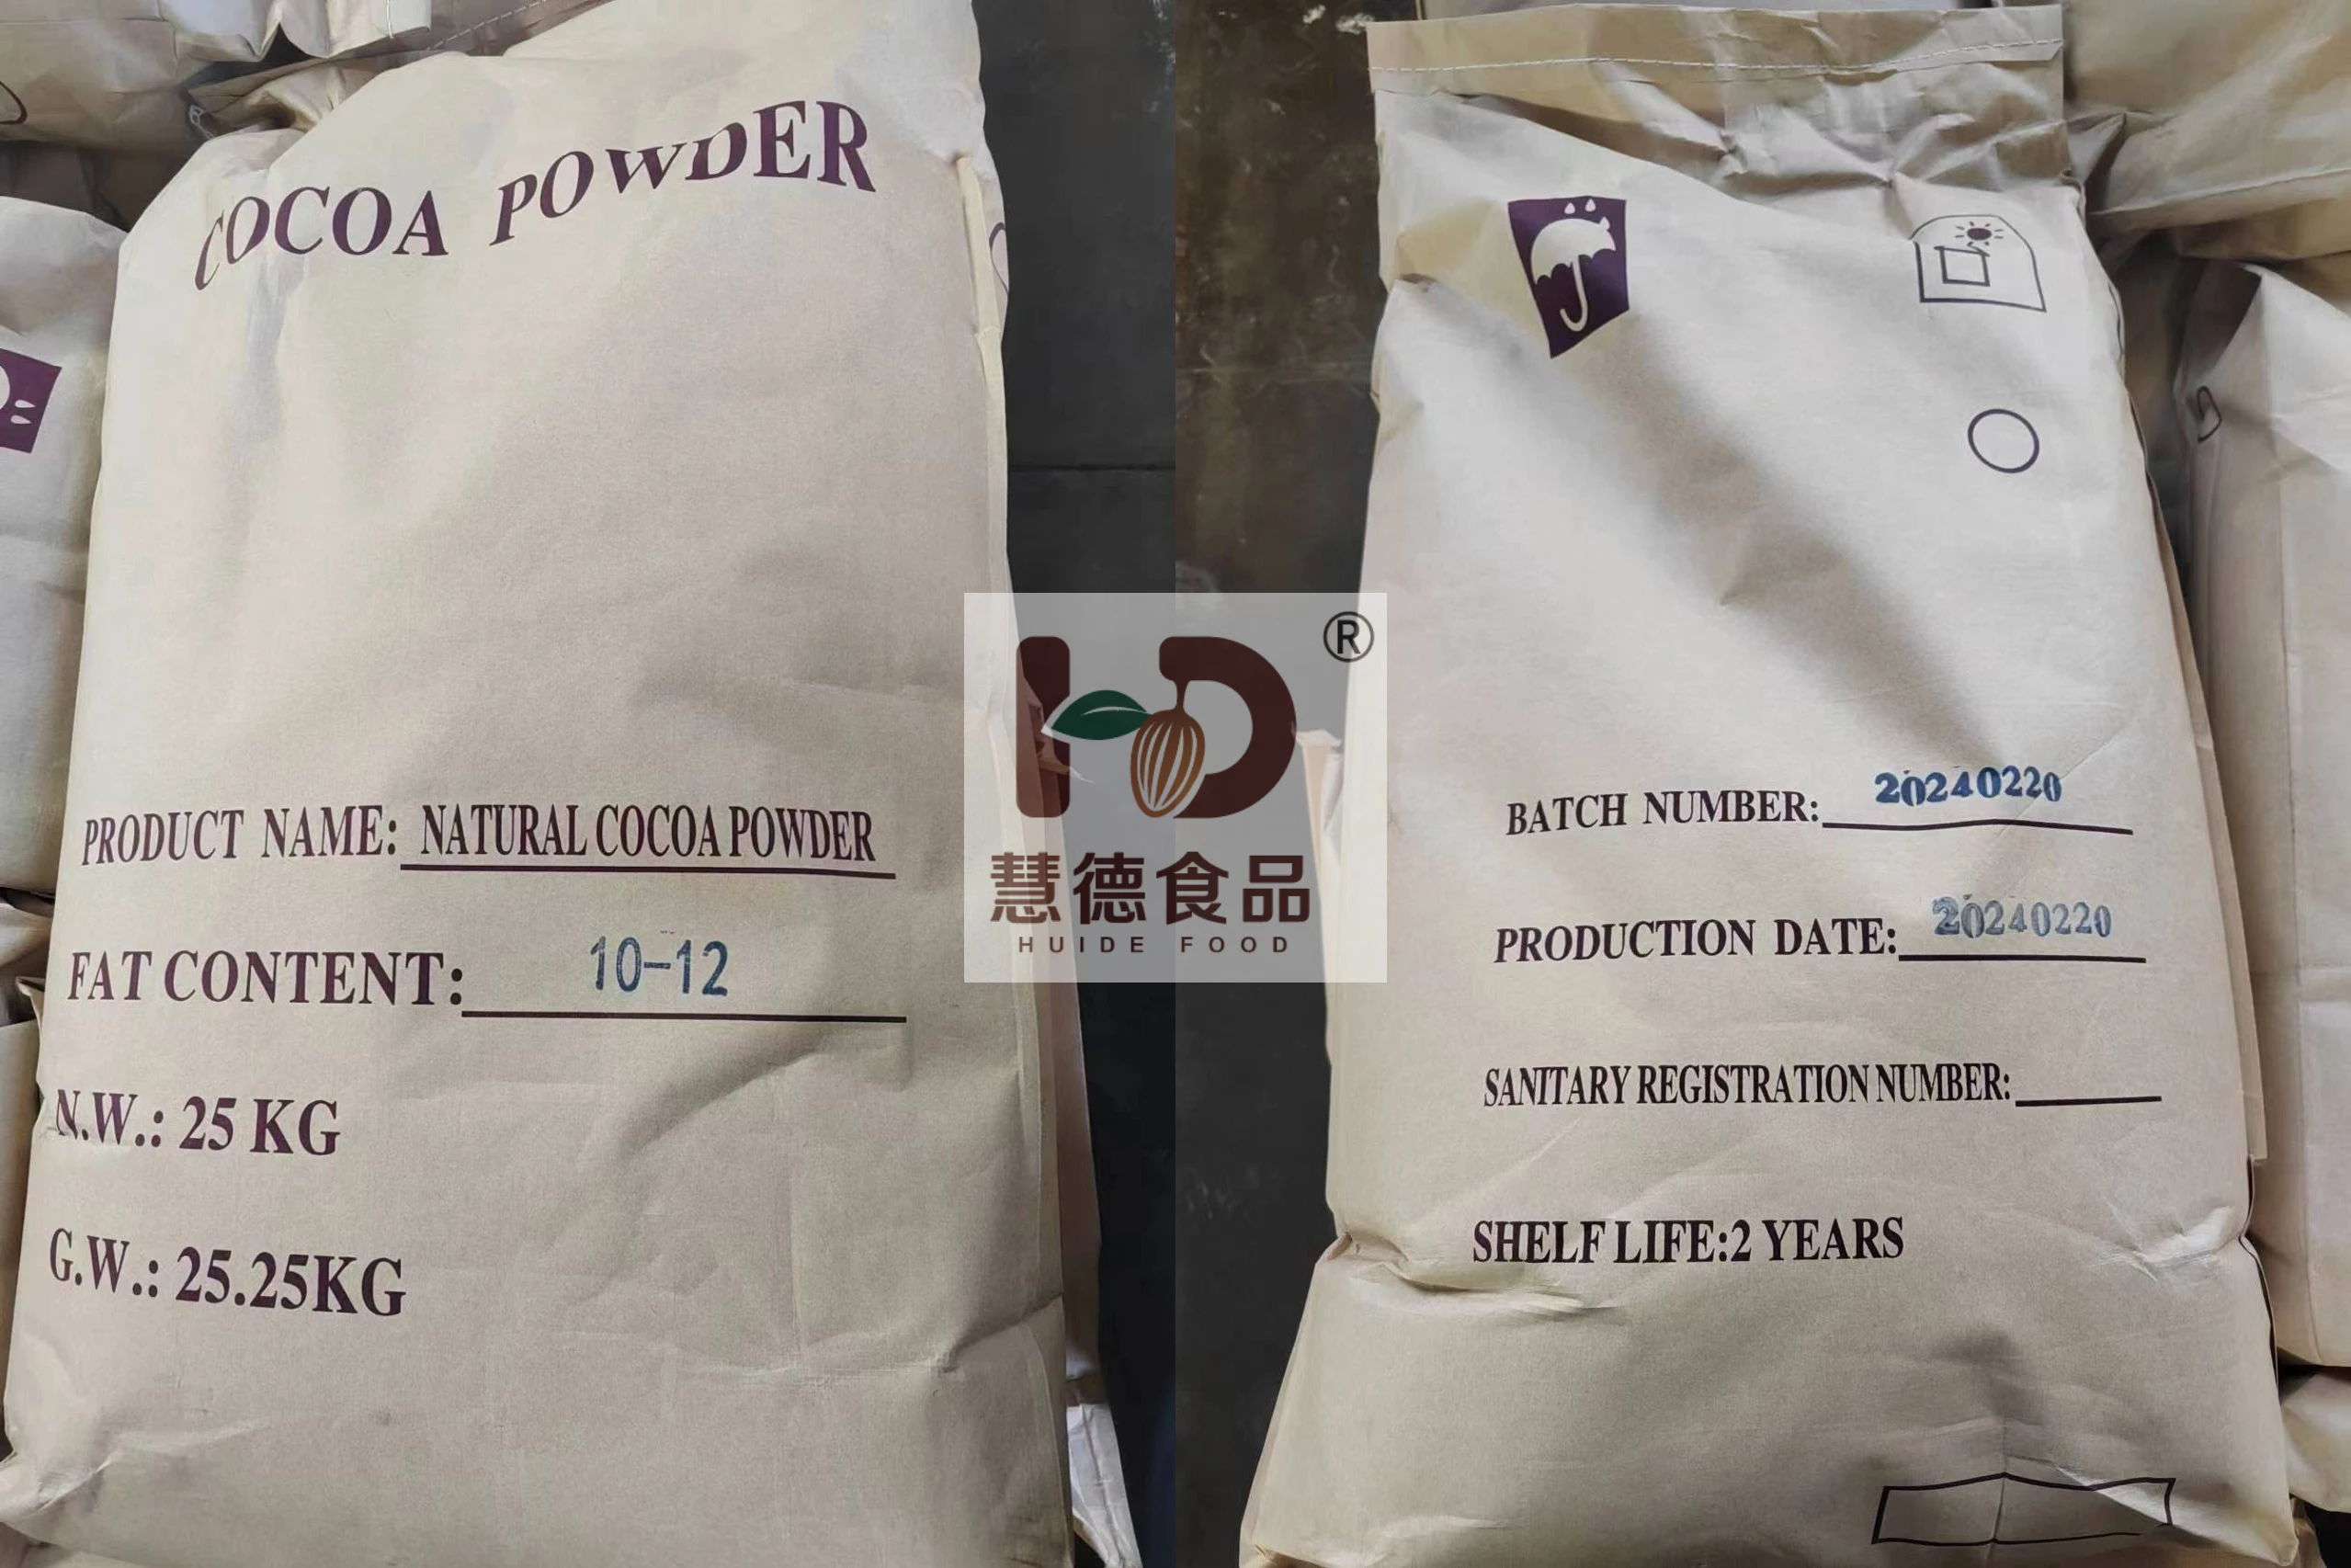 COCOA POWDER
PRODUCT NAME: NATURAL COCOA POWDER
FAT CONTENT: 10-12
N.W.: 25 KG
G.W.: 25.25KG
®
HD
慧德食品
HUIDE FOOD
BATCH NUMBER: 20240220
PRODUCTION DATE: 20240220
SANITARY REGISTRATION NUMBER:
SHELF LIFE:2 YEARS